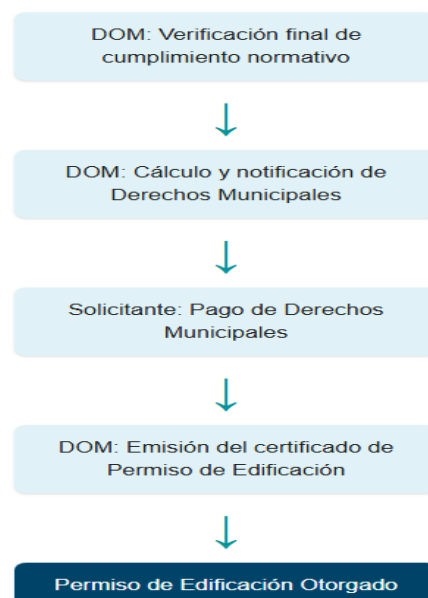 DOM: Verificación final de
cumplimiento normativo
DOM: Cálculo y notificación de
Derechos Municipales
Solicitante: Pago de Derechos
Municipales
DOM: Emisión del certificado de
Permiso de Edificación
Permiso de Edificación Otorgado